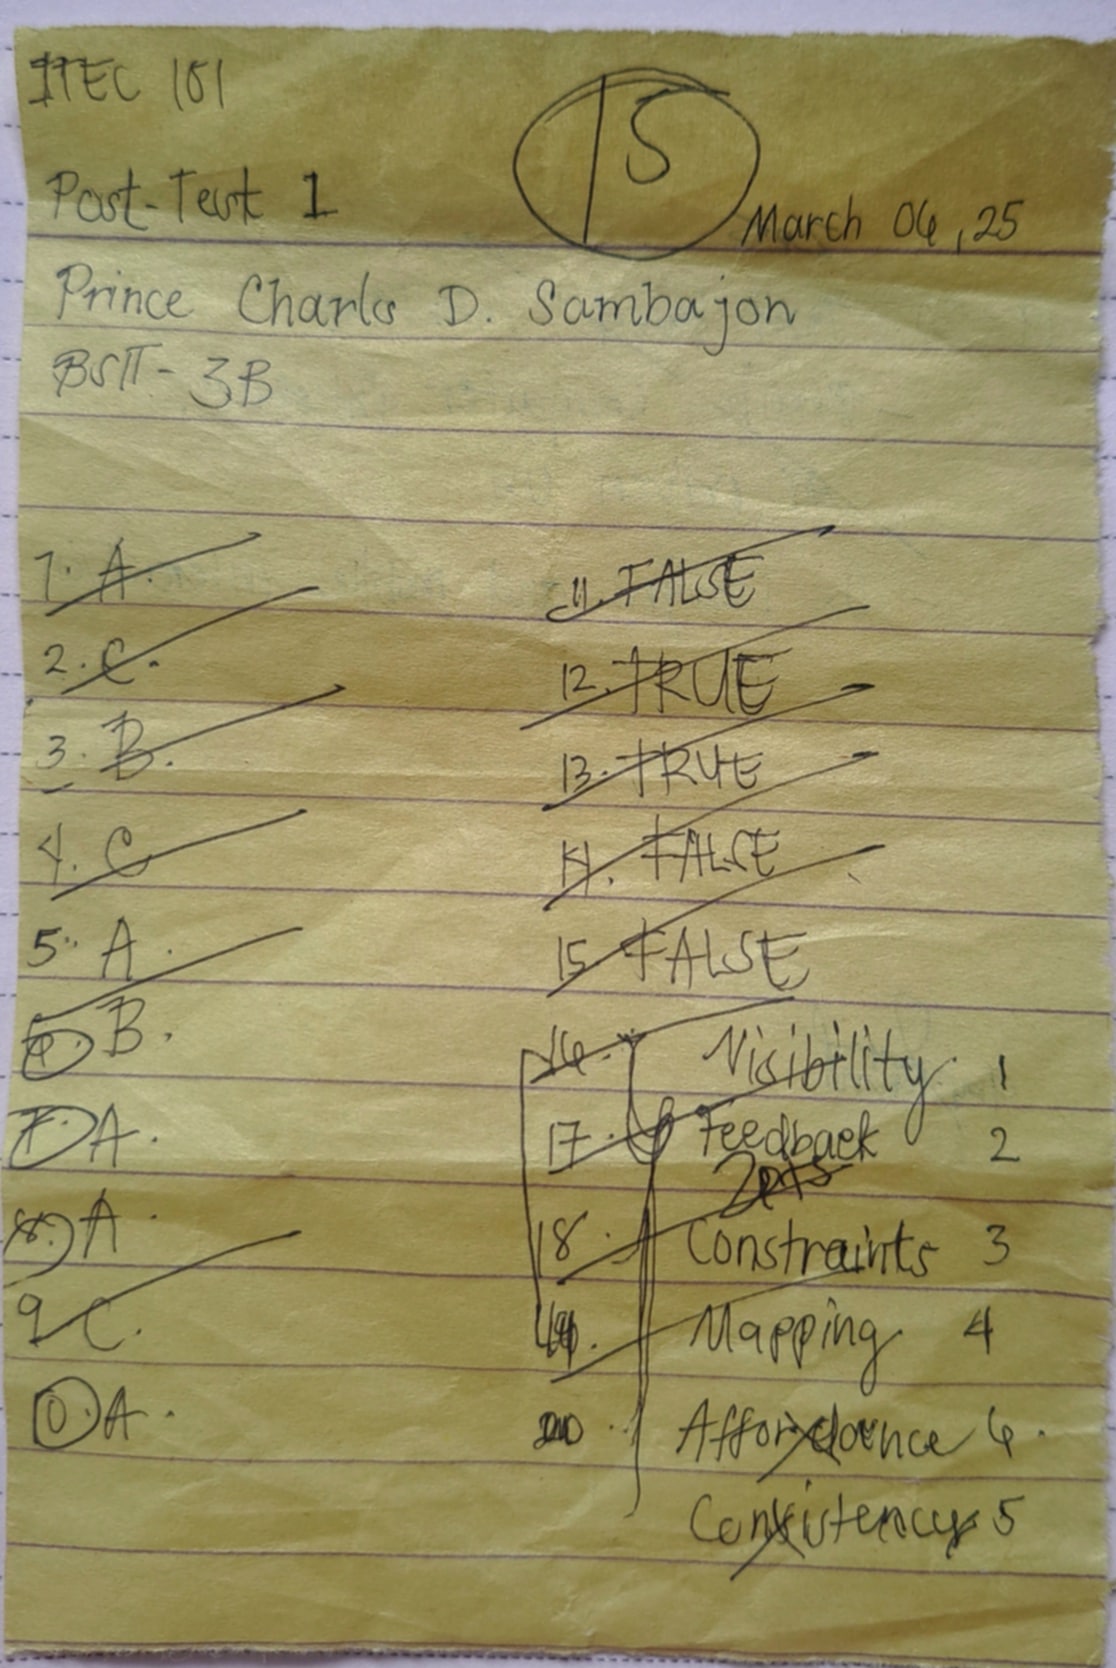 ITEC 101
15
Post-Test 1
March 06, 25
Prince Charles D. Sambajon
BSIT - 3B
1. A.
2. C.
3. B.
4. C
5. A.
6. B.
7. A.
8. A.
9. C.
10. A.
11. FALSE
12. TRUE
13. TRUE
14. FALSE
15. FALSE
16. Visibility 1
17. Feedback 2
2pts
18. Constraints 3
19. Mapping 4
20. Affordance 6.
Consistency 5